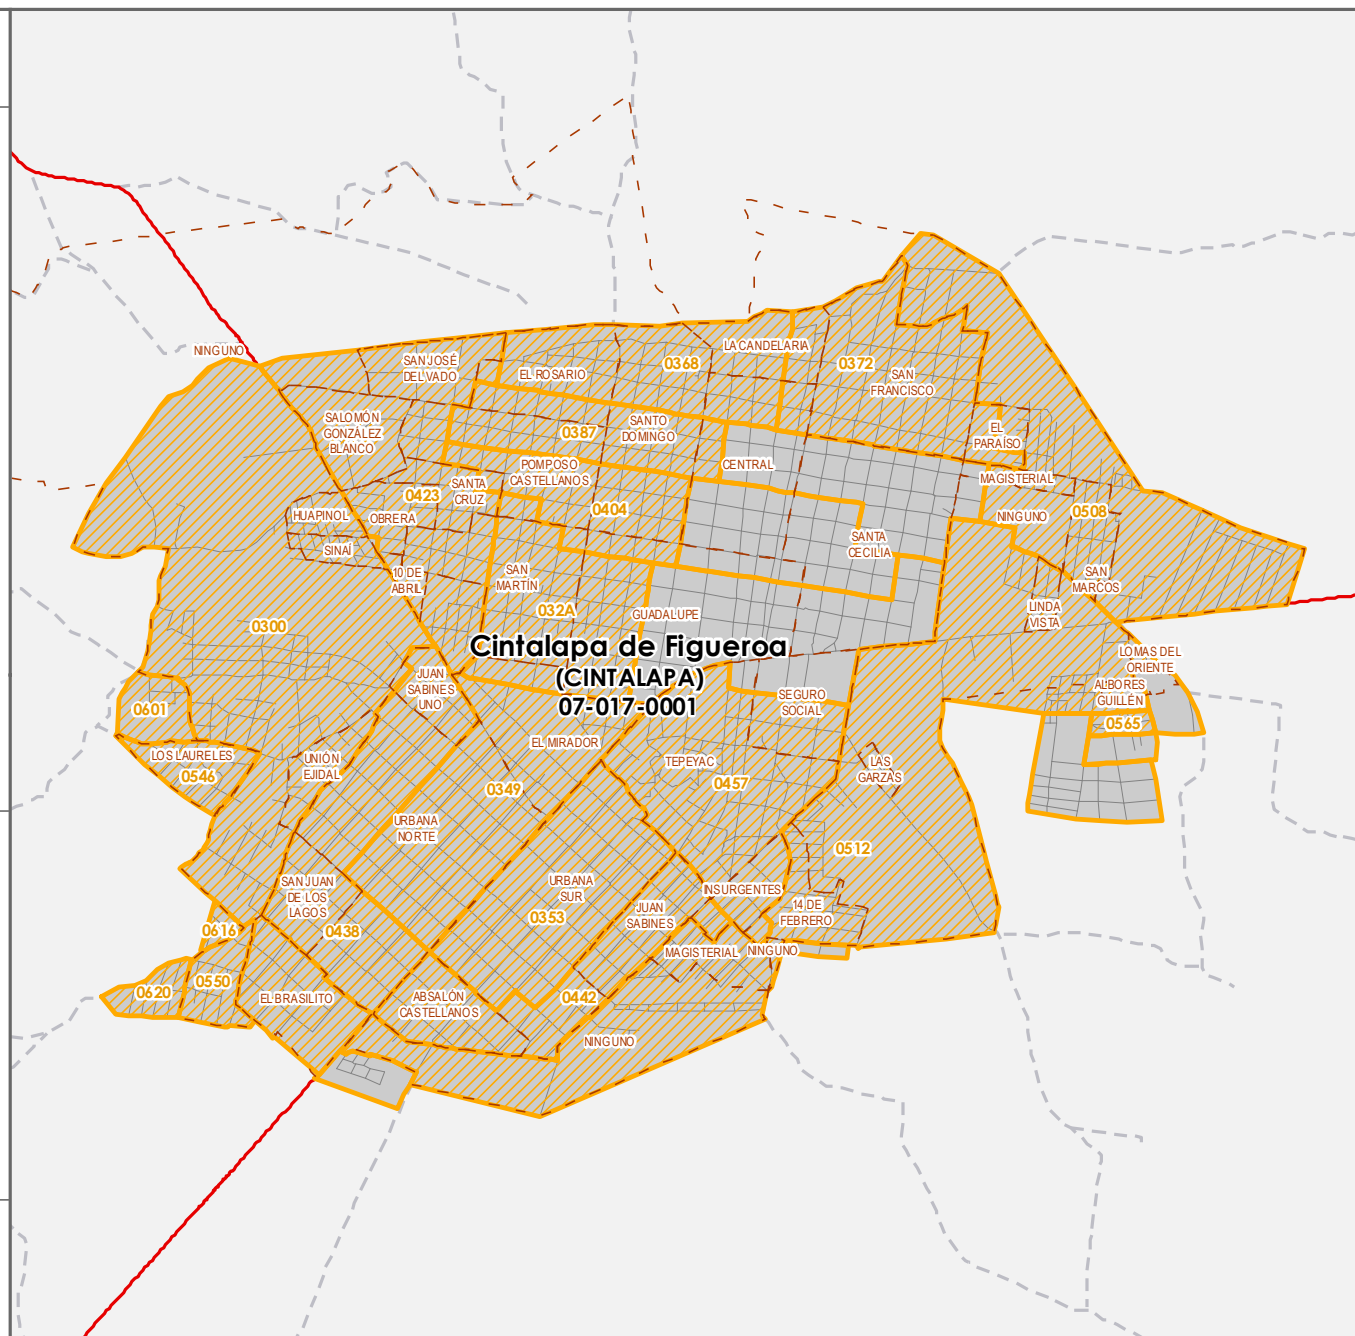 NINGUNO
LA CANDELARIA
SAN JOSÉ
DEL VADO
EL ROSARIO
0368
0372
SAN
FRANCISCO
SALOMÓN
GONZÁLEZ
BLANCO
0387
SANTO
DOMINGO
EL
PARAÍSO
CENTRAL
POMPOSO
CASTELLANOS
MAGISTERIAL
SANTA
CRUZ
0423
HUAPINOL
OBRERA
0404
NINGUNO
0508
SINAÍ
SANTA
CECILIA
10 DE
ABRIL
SAN
MARTÍN
SAN
MARCOS
032A
GUADALUPE
LINDA
VISTA
0300
Cintalapa de Figueroa
(CINTALAPA)
07-017-0001
LOMAS DEL
ORIENTE
JUAN
SABINES
UNO
ALBORES
GUILLÉN
SEGURO
SOCIAL
0601
0565
EL MIRADOR
LOS LAURELES
0546
UNIÓN
EJIDAL
TEPEYAC
LAS
GARZAS
0349
0457
URBANA
NORTE
0512
SAN JUAN
DE LOS
LAGOS
URBANA
SUR
INSURGENTES
JUAN
SABINES
14 DE
FEBRERO
0353
0616
0438
MAGISTERIAL
NINGUNO
0620
0550
EL BRASILITO
ABSALÓN
CASTELLANOS
0442
NINGUNO